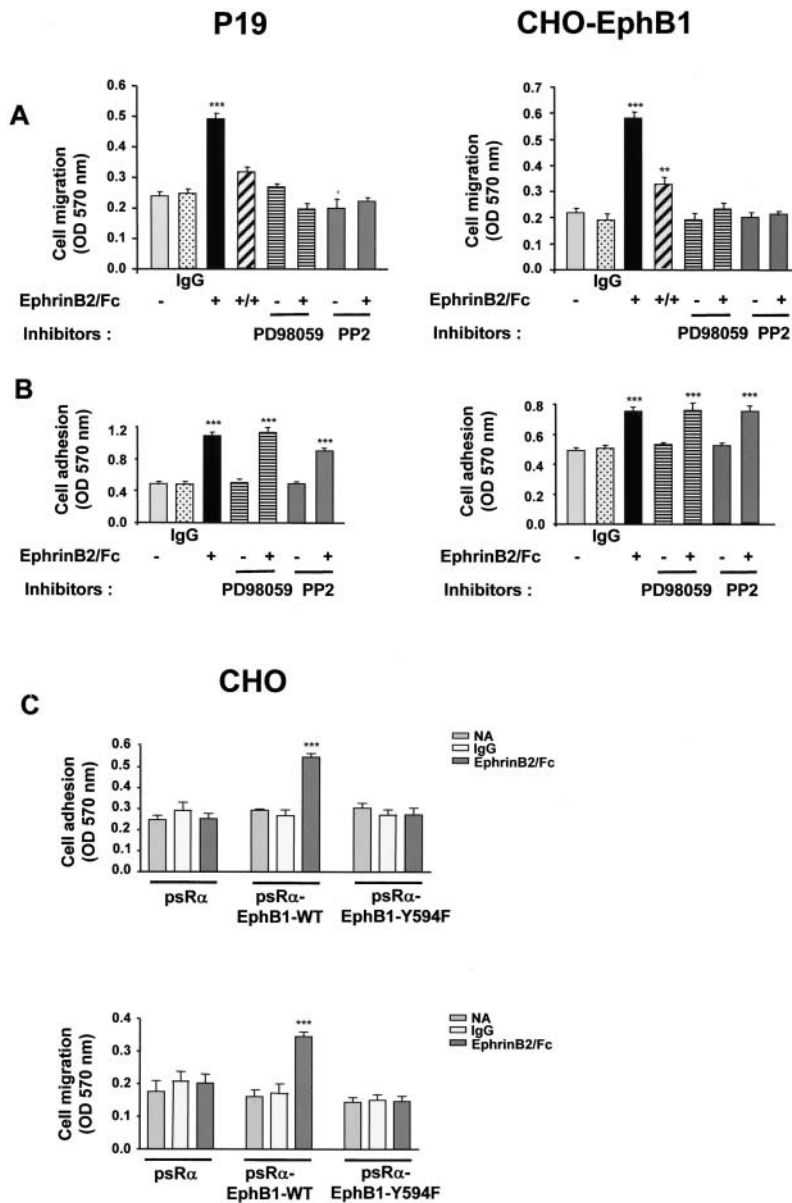 P19 CHO-EphB1
A
Cell migration
(OD 570 nm)
0.6
0.5
0.4
0.3
0.2
0.1
0.0
***
IgG
EphrinB2/Fc - + +/+ - + - +
Inhibitors : PD98059 PP2
Cell migration
(OD 570 nm)
0.7
0.6
0.5
0.4
0.3
0.2
0.1
0.0
***
**
IgG
EphrinB2/Fc - + +/+ - + - +
Inhibitors : PD98059 PP2
B
Cell adhesion
(OD 570 nm)
1.2
0.8
0.4
0.0
*** *** ***
IgG
EphrinB2/Fc - + - + - +
Inhibitors : PD98059 PP2
Cell adhesion
(OD 570 nm)
0.8
0.6
0.4
0.2
0.0
*** *** ***
IgG
EphrinB2/Fc - + - + - +
Inhibitors : PD98059 PP2
CHO
C
Cell adhesion
(OD 570 nm)
0.6
0.5
0.4
0.3
0.2
0.1
0.0
***
NA
IgG
EphrinB2/Fc
psRα psRα- psRα-
EphB1-WT EphB1-Y594F
Cell migration
(OD 570 nm)
0.4
0.3
0.2
0.1
0.0
***
NA
IgG
EphrinB2/Fc
psRα psRα- psRα-
EphB1-WT EphB1-Y594F